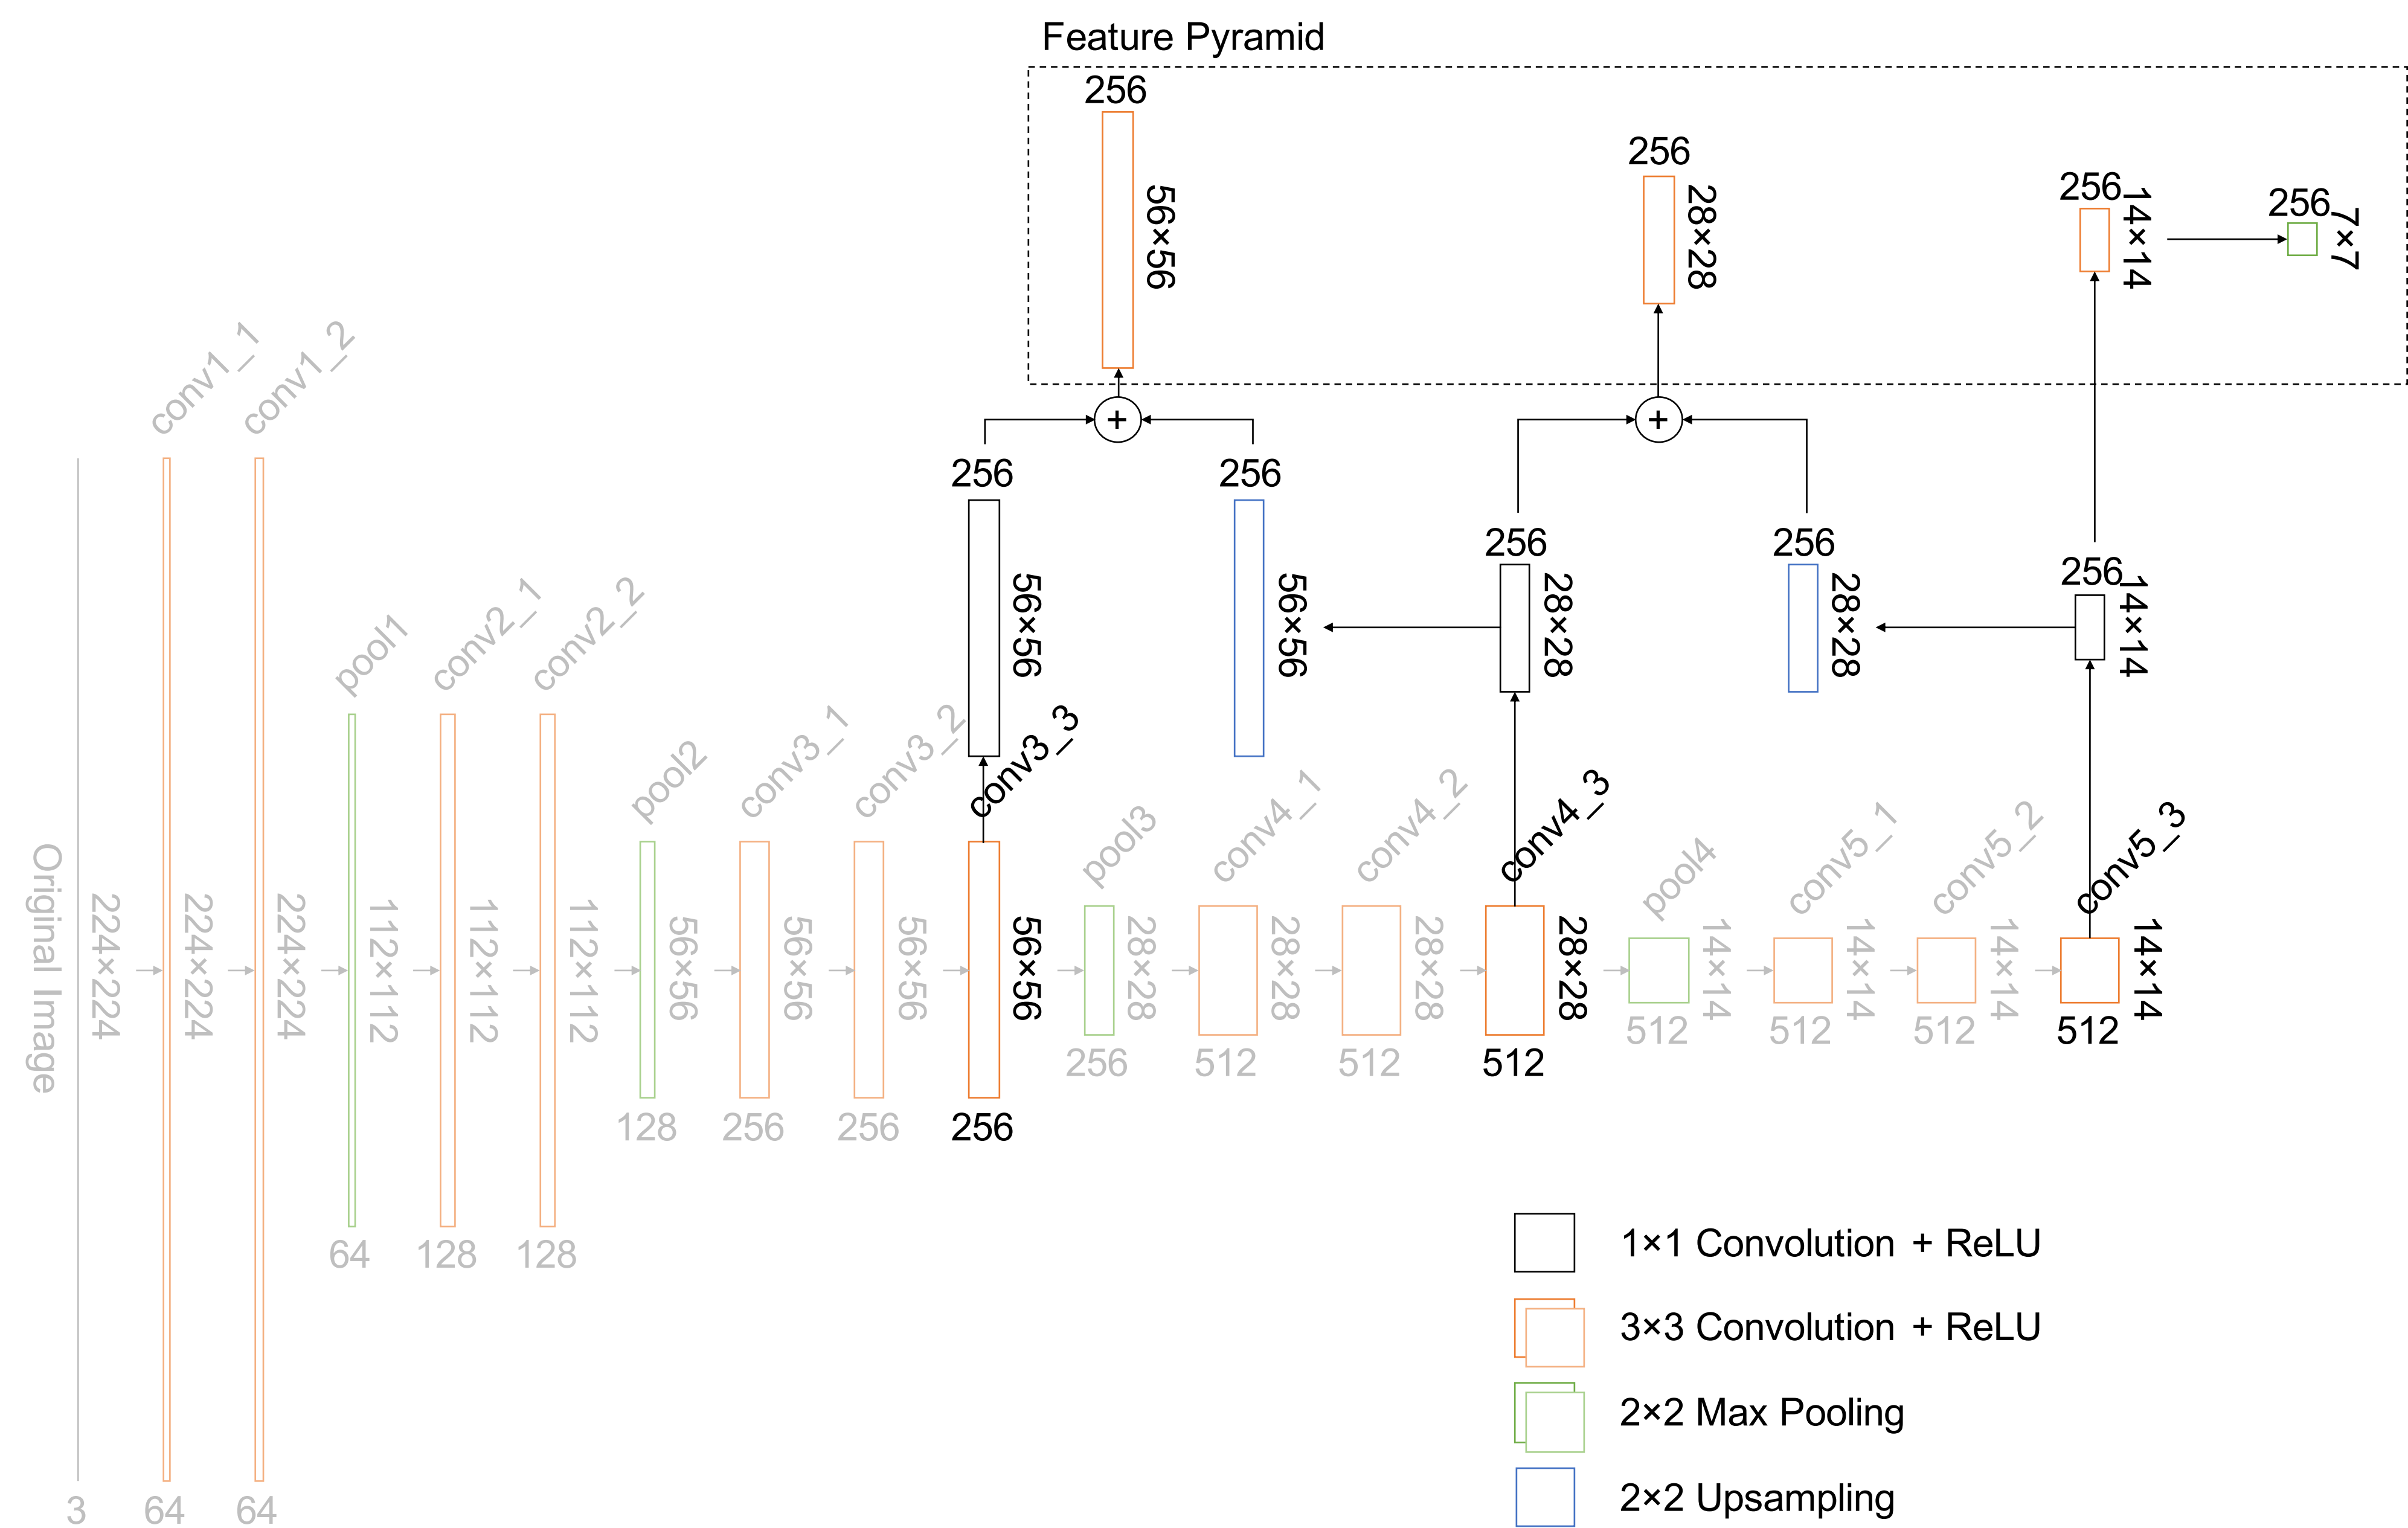 Feature Pyramid
256
56×56
256
28×28
256
14×14
256
7×7
+
+
256
56×56
256
56×56
256
28×28
256
28×28
256
14×14
Original Image
224×224
3
conv1_1
224×224
64
conv1_2
224×224
64
pool1
112×112
64
conv2_1
112×112
128
conv2_2
112×112
128
pool2
56×56
128
conv3_1
56×56
256
conv3_2
56×56
256
conv3_3
56×56
256
pool3
28×28
256
conv4_1
28×28
512
conv4_2
28×28
512
conv4_3
28×28
512
pool4
14×14
512
conv5_1
14×14
512
conv5_2
14×14
512
conv5_3
14×14
512
1×1 Convolution + ReLU
3×3 Convolution + ReLU
2×2 Max Pooling
2×2 Upsampling